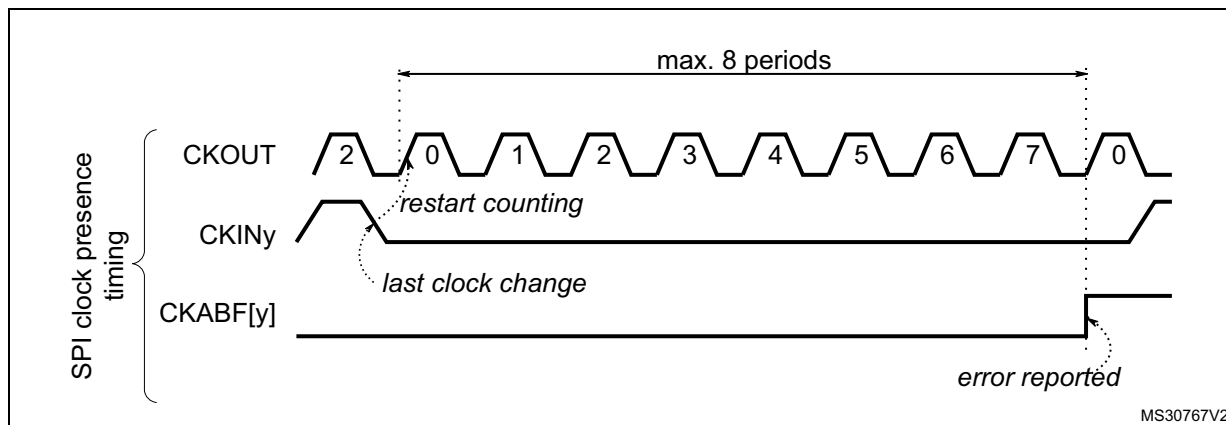 max. 8 periods
CKOUT
2 0 1 2 3 4 5 6 7 0
restart counting
CKINy
last clock change
CKABF[y]
error reported
SPI clock presence
timing
MS30767V2